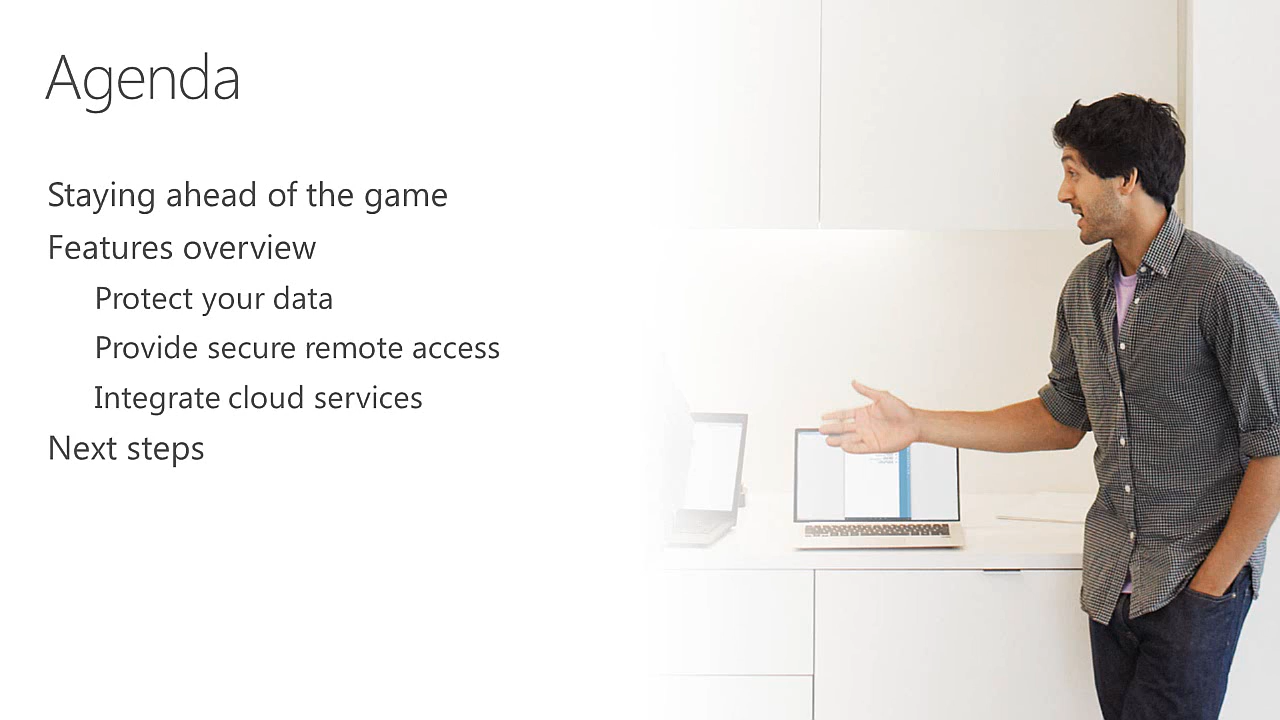 Agenda
Staying ahead of the game
Features overview
Protect your data
Provide secure remote access
Integrate cloud services
Next steps